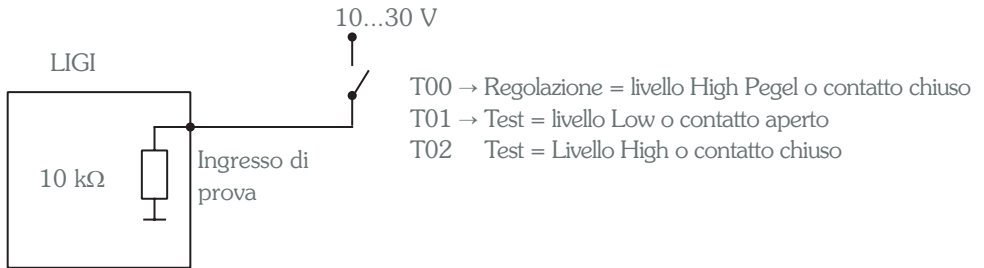 10...30 V
LIGI
T00 → Regolazione = livello High Pegel o contatto chiuso
T01 → Test = livello Low o contatto aperto
T02 Test = Livello High o contatto chiuso
Ingresso di
prova
10 kΩ